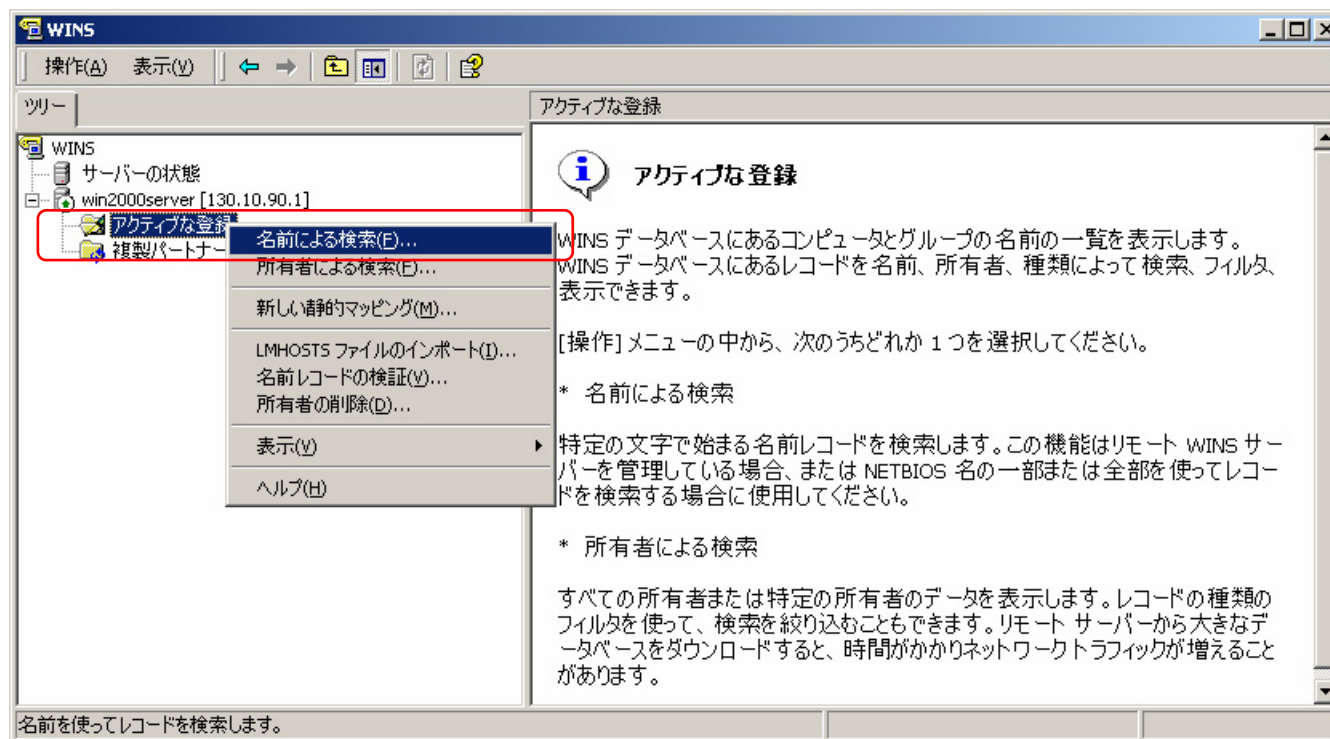 WINS
操作(A) 表示(V)
ツリー
アクティブな登録
WINS
サーバーの状態
win2000server [130.10.90.1]
アクティブな登録
複製パートナー
名前による検索(F)...
所有者による検索(F)...
新しい静的マッピング(M)...
LMHOSTS ファイルのインポート(I)...
名前レコードの検証(V)...
所有者の削除(D)...
表示(V)
ヘルプ(H)
アクティブな登録
WINS データベースにあるコンピュータとグループの名前の一覧を表示します。
WINS データベースにあるレコードを名前、所有者、種類によって検索、フィルタ、
表示できます。
[操作] メニューの中から、次のうちどれか 1 つを選択してください。
* 名前による検索
特定の文字で始まる名前レコードを検索します。この機能はリモート WINS サー
バーを管理している場合、または NETBIOS 名の一部または全部を使ってレコー
ドを検索する場合に使用してください。
* 所有者による検索
すべての所有者または特定の所有者のデータを表示します。レコードの種類の
フィルタを使って、検索を絞り込むこともできます。リモート サーバーから大きなデ
ータベースをダウンロードすると、時間がかかりネットワークトラフィックが増えること
があります。
名前を使ってレコードを検索します。